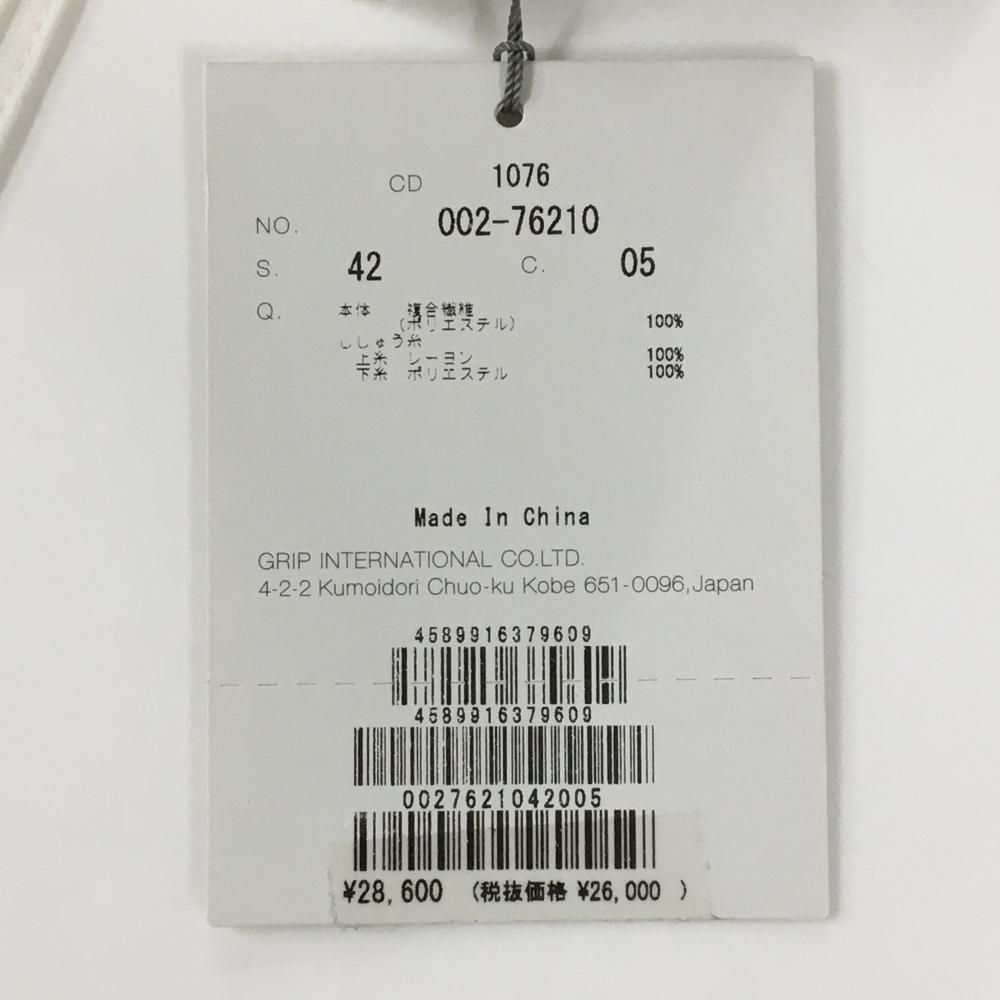 CD 1076
NO. 002-76210
S. 42 C. 05
Q. 本体 複合繊維
(ポリエステル) 100%
ししゅう糸
上糸 レーヨン 100%
下糸 ポリエステル 100%
Made In China
GRIP INTERNATIONAL CO.LTD.
4-2-2 Kumoidori Chuo-ku Kobe 651-0096,Japan
4589916379609
4589916379609
0027621042005
¥28,600 (税抜価格 ¥26,000 )